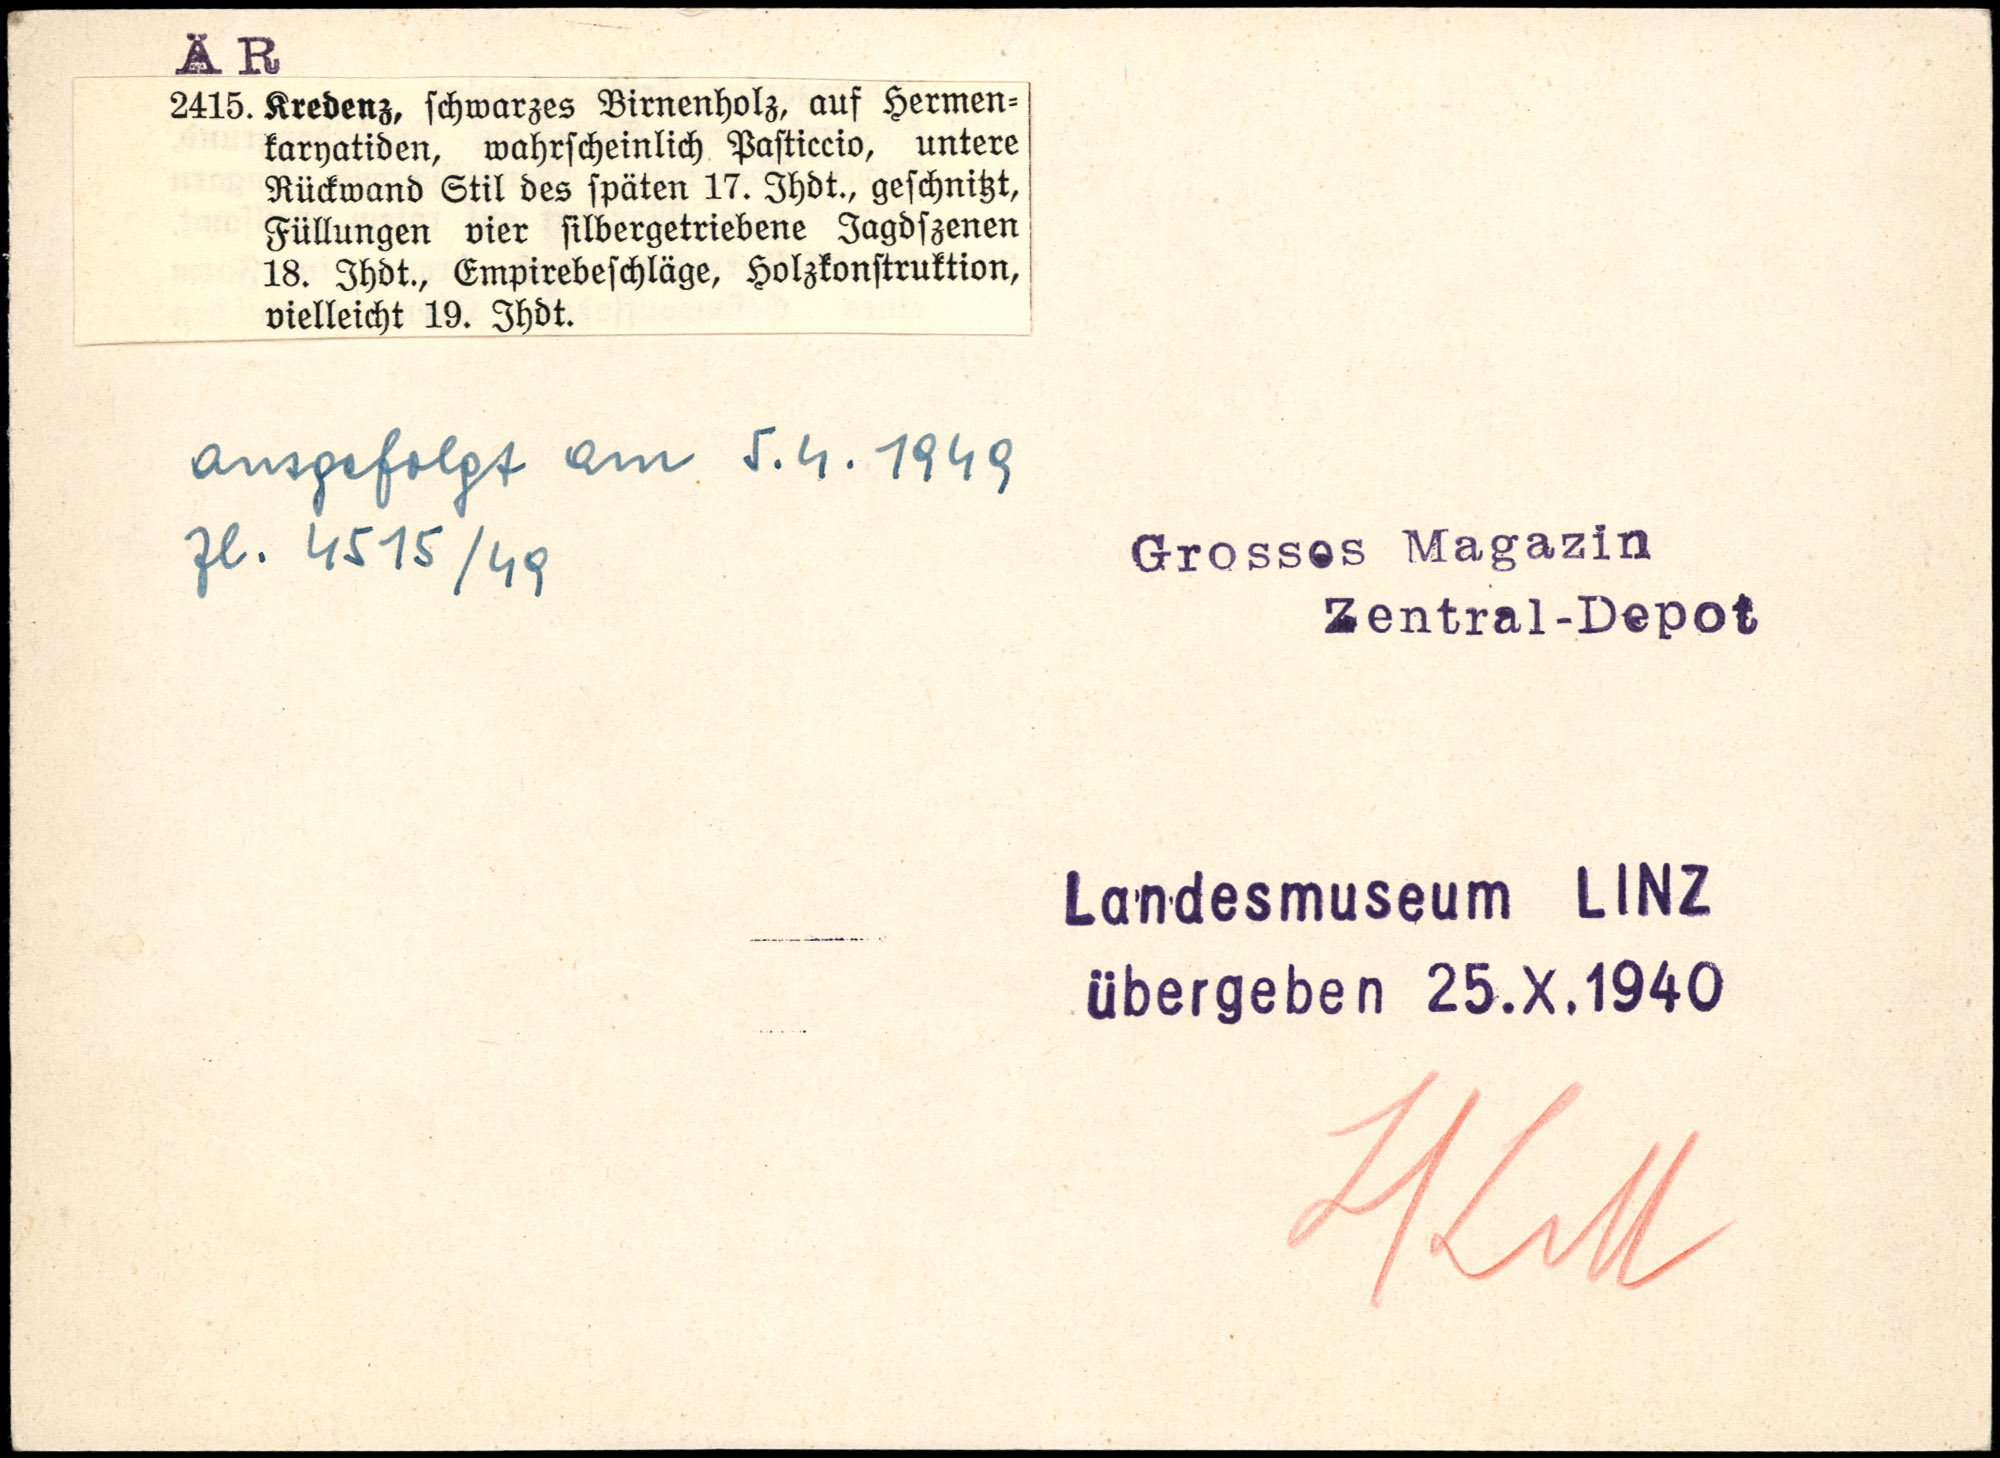 ÄR
2415. Kredenz, schwarzes Birnenholz, auf Hermen=
karyatiden, wahrscheinlich Pasticcio, untere
Rückwand Stil des späten 17. Jhdt., geschnitzt,
Füllungen vier silbergetriebene Jagdszenen
18. Jhdt., Empirebeschläge, Holzkonstruktion,
vielleicht 19. Jhdt.
ausgefolgt am 5.4.1949
Zl. 4515/49
Grosses Magazin
Zentral-Depot
Landesmuseum LINZ
übergeben 25.X.1940